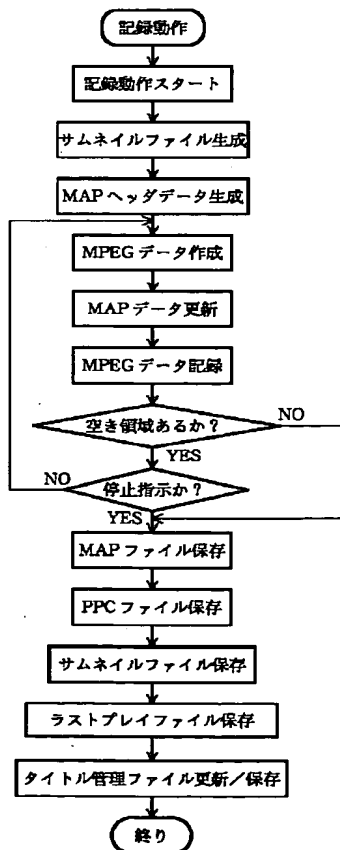 記録動作
記録動作スタート
サムネイルファイル生成
MAPヘッダデータ生成
MPEGデータ作成
MAPデータ更新
MPEGデータ記録
空き領域あるか？
NO
YES
停止指示か？
NO
YES
MAPファイル保存
PPCファイル保存
サムネイルファイル保存
ラストプレイファイル保存
タイトル管理ファイル更新／保存
終り